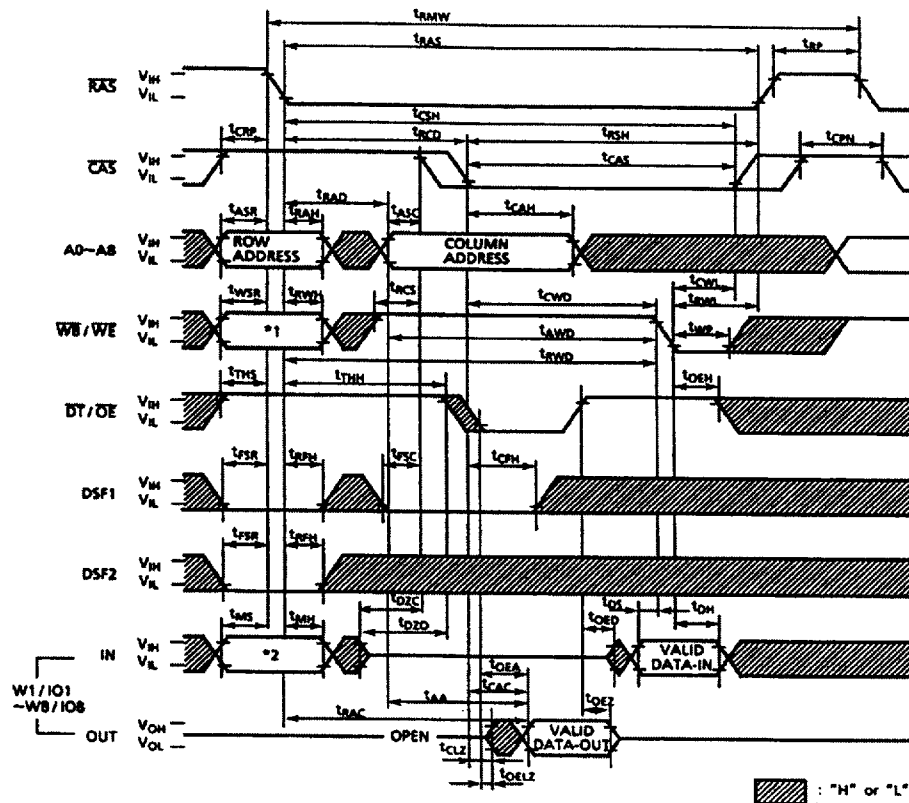 tRMW
tRAS
tRP
RAS
VIH
VIL
tCSH
tCRP
tRCD
tRSH
tCPN
CAS
VIH
VIL
tCAS
tRAD
tASR
tRAH
tASC
tCAH
A0~A8
VIH
VIL
ROW ADDRESS
COLUMN ADDRESS
tCWL
tWSR
tRWH
tRCS
tCWD
tRWL
WB / WE
VIH
VIL
*1
tAWD
tWP
tRWD
tTHS
tTHH
tOEH
DT / OE
VIH
VIL
tFSR
tRFH
tFSC
tCFH
DSF1
VIH
VIL
tFSR
tRFH
DSF2
VIH
VIL
tDZC
tDS
tDH
tMS
tMH
tDZO
tOED
IN
VIH
VIL
*2
VALID DATA-IN
tOEA
W1 / IO1
~W8 / IO8
tCAC
tAA
tOEZ
tRAC
OUT
VOH
VOL
OPEN
VALID DATA-OUT
tCLZ
tOELZ
: "H" or "L"